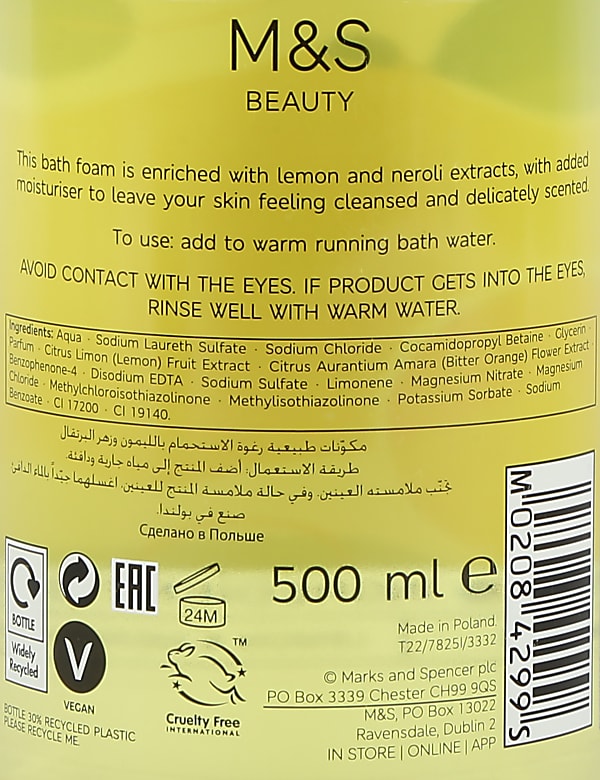 M&S
BEAUTY
This bath foam is enriched with lemon and neroli extracts, with added
moisturiser to leave your skin feeling cleansed and delicately scented.
To use: add to warm running bath water.
AVOID CONTACT WITH THE EYES. IF PRODUCT GETS INTO THE EYES,
RINSE WELL WITH WARM WATER.
Ingredients: Aqua · Sodium Laureth Sulfate · Sodium Chloride · Cocamidopropyl Betaine · Glycerin ·
Parfum · Citrus Limon (Lemon) Fruit Extract · Citrus Aurantium Amara (Bitter Orange) Flower Extract ·
Benzophenone-4 · Disodium EDTA · Sodium Sulfate · Limonene · Magnesium Nitrate · Magnesium
Chloride · Methylchloroisothiazolinone · Methylisothiazolinone · Potassium Sorbate · Sodium
Benzoate · CI 17200 · CI 19140.
مكوّنات طبيعية رغوة الاستحمام بالليمون وزهر البرتقال
طريقة الاستعمال: أضف المنتج إلى مياه جارية ودافئة.
تُجنّب ملامسته العينين. وفي حالة ملامسة المنتج للعينين، اغسلهما جيّداً بالماء الدافئ.
صنع في بولندا.
Сделано в Польше
BOTTLE
Widely
Recycled
EAC
24M
500 ml e
V
VEGAN
TM
Cruelty Free
INTERNATIONAL
BOTTLE 30% RECYCLED PLASTIC
PLEASE RECYCLE ME.
Made in Poland.
T22/7825I/3332
© Marks and Spencer plc
PO Box 3339 Chester CH99 9QS
M&S, PO Box 13022
Ravensdale, Dublin 2
IN STORE | ONLINE | APP
M 0208 4299 S